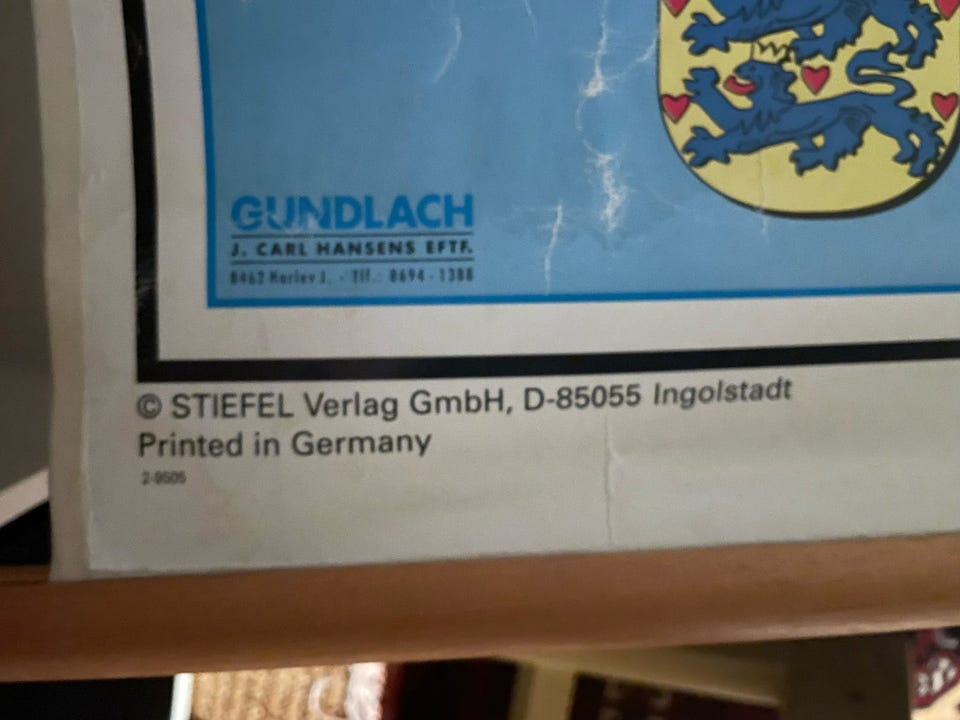 GUNDLACH
J. CARL HANSENS EFTF.
8462 Harlev J. · Tlf.: 8694 - 1388
© STIEFEL Verlag GmbH, D-85055 Ingolstadt
Printed in Germany
2-9505